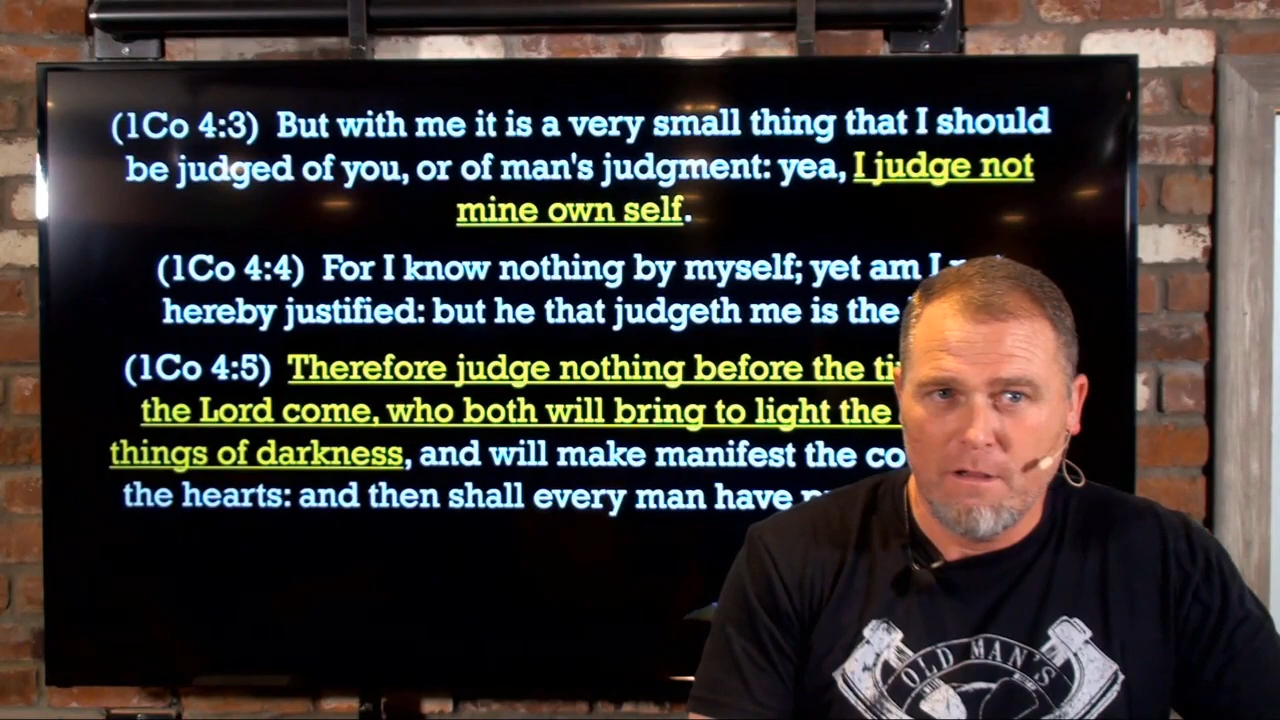 (1Co 4:3) But with me it is a very small thing that I should
be judged of you, or of man's judgment: yea, I judge not
mine own self.
(1Co 4:4) For I know nothing by myself; yet am I
hereby justified: but he that judgeth me is the
(1Co 4:5) Therefore judge nothing before the
the Lord come, who both will bring to light the
things of darkness, and will make manifest the
the hearts: and then shall every man have
OLD MAN'S